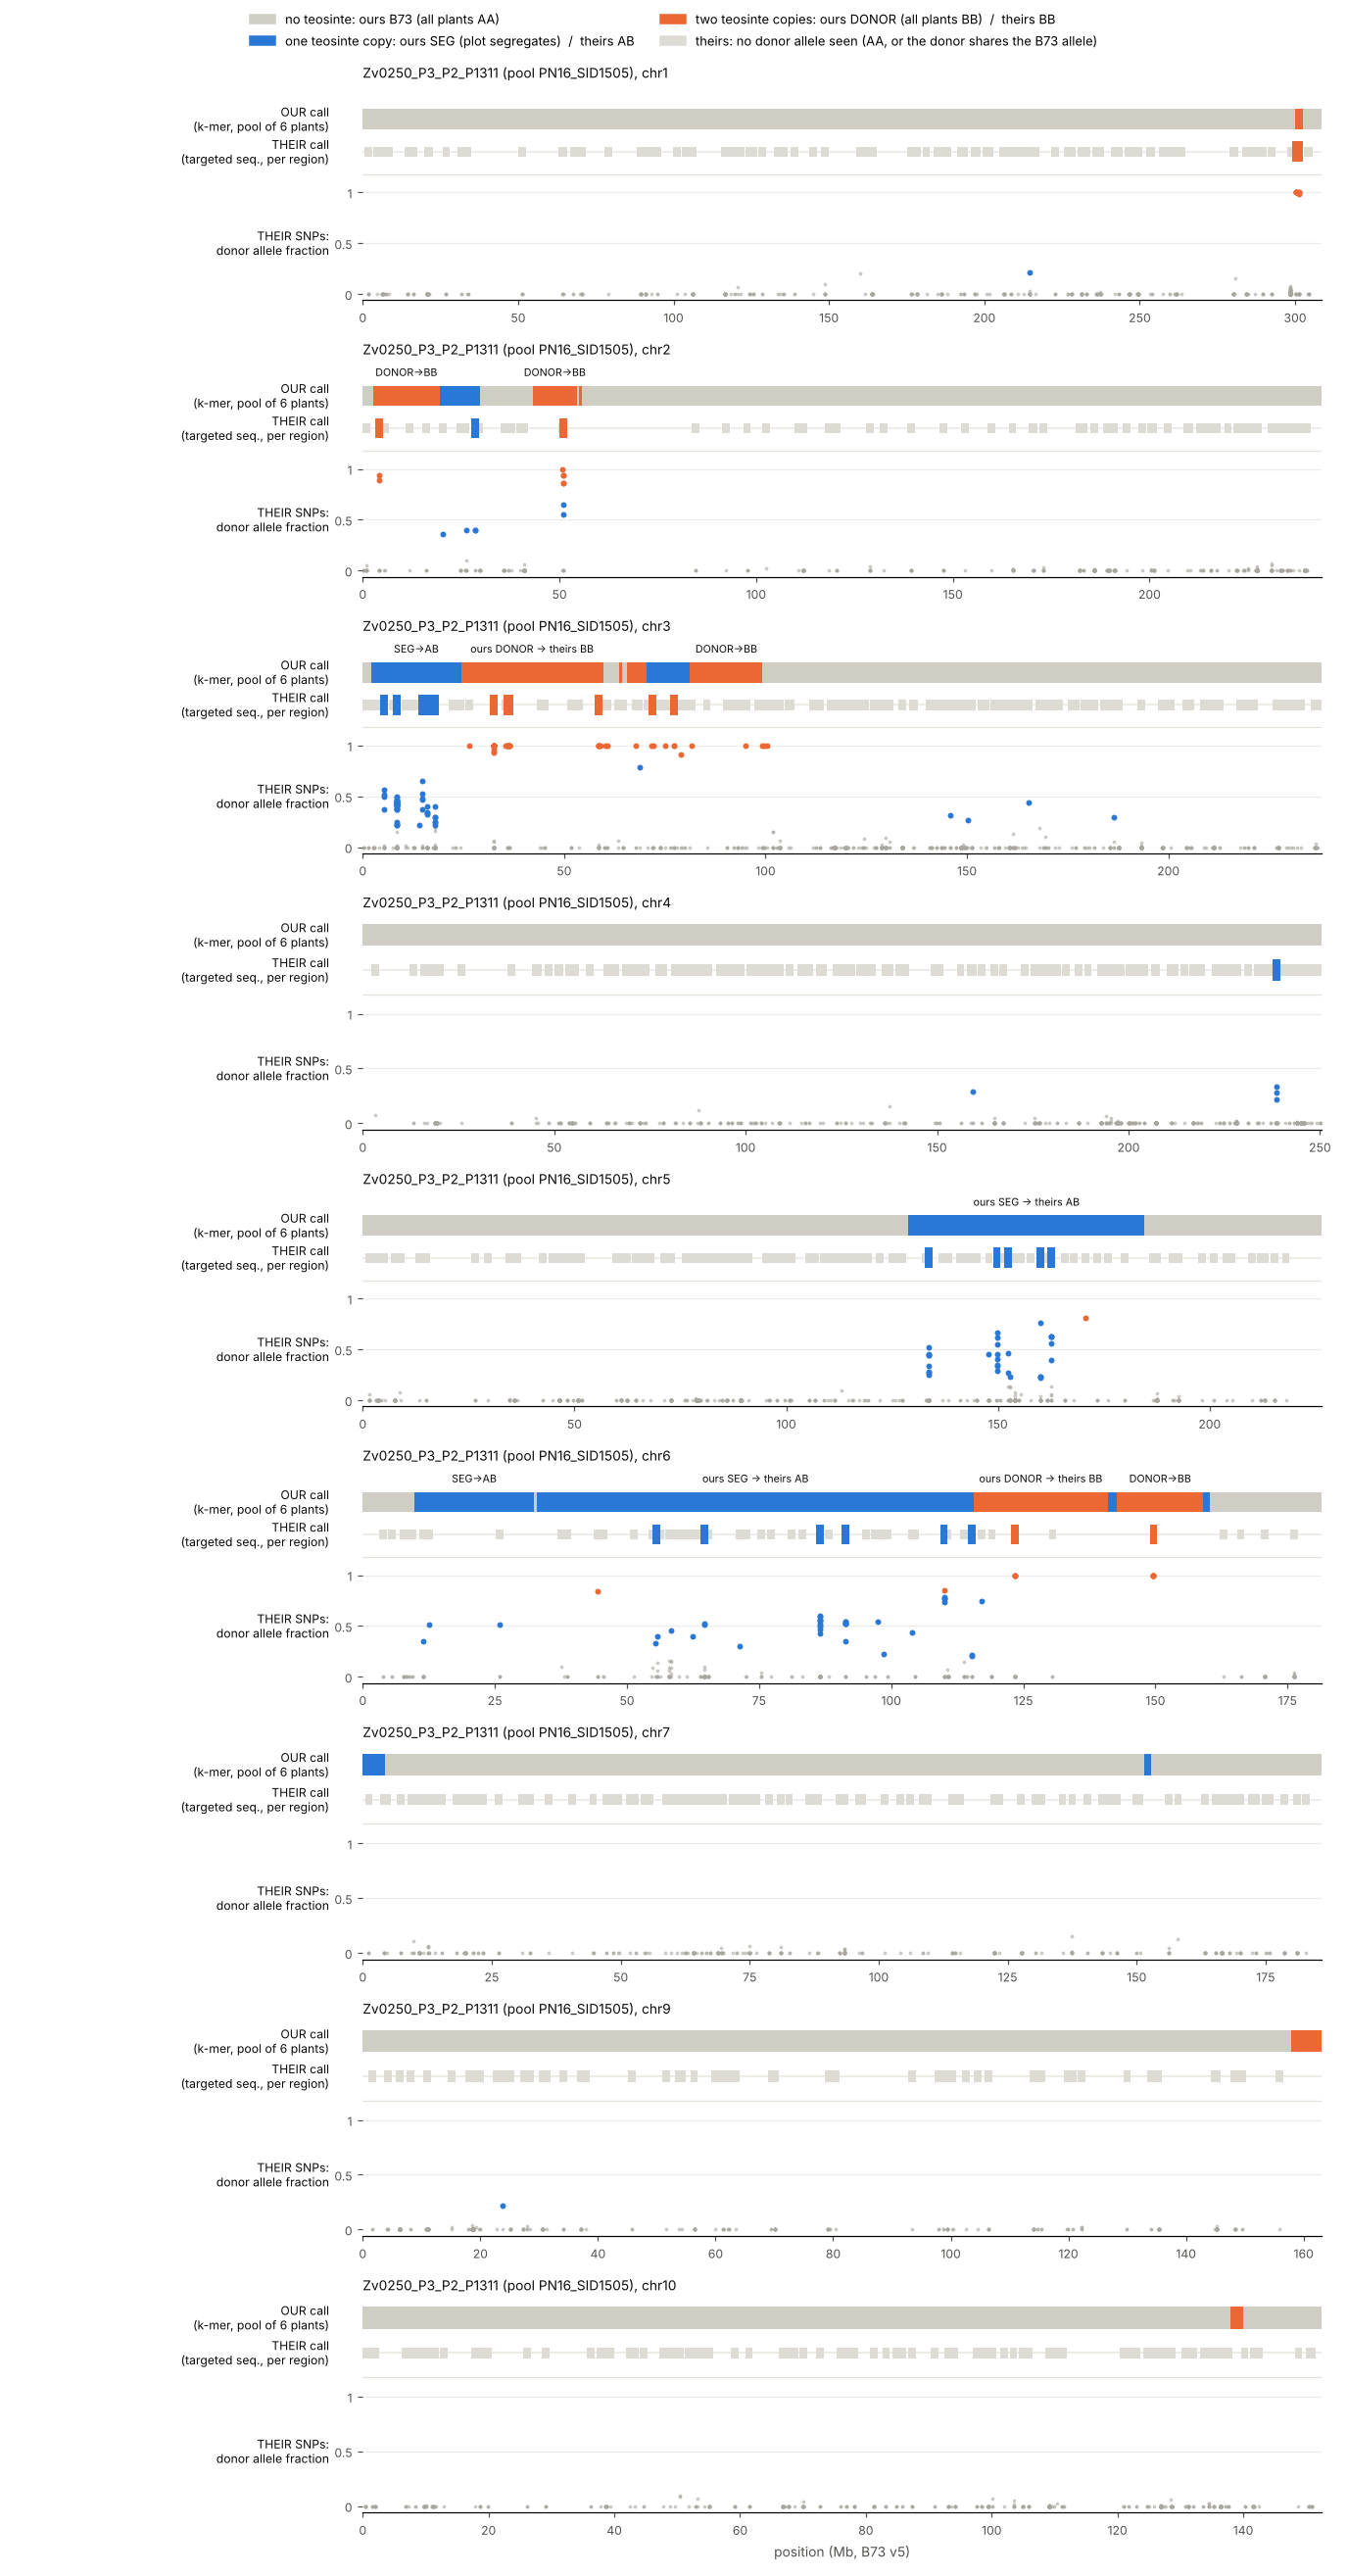 no teosinte: ours B73 (all plants AA)
two teosinte copies: ours DONOR (all plants BB)  /  theirs BB
one teosinte copy: ours SEG (plot segregates)  /  theirs AB
theirs: no donor allele seen (AA, or the donor shares the B73 allele)
Zv0250_P3_P2_P1311 (pool PN16_SID1505), chr1
OUR call
(k-mer, pool of 6 plants)
THEIR call
(targeted seq., per region)
1
THEIR SNPs:
donor allele fraction
0.5
0
0 50 100 150 200 250 300
Zv0250_P3_P2_P1311 (pool PN16_SID1505), chr2
DONOR→BB DONOR→BB
OUR call
(k-mer, pool of 6 plants)
THEIR call
(targeted seq., per region)
1
THEIR SNPs:
donor allele fraction
0.5
0
0 50 100 150 200
Zv0250_P3_P2_P1311 (pool PN16_SID1505), chr3
SEG→AB ours DONOR → theirs BB DONOR→BB
OUR call
(k-mer, pool of 6 plants)
THEIR call
(targeted seq., per region)
1
THEIR SNPs:
donor allele fraction
0.5
0
0 50 100 150 200
Zv0250_P3_P2_P1311 (pool PN16_SID1505), chr4
OUR call
(k-mer, pool of 6 plants)
THEIR call
(targeted seq., per region)
1
THEIR SNPs:
donor allele fraction
0.5
0
0 50 100 150 200 250
Zv0250_P3_P2_P1311 (pool PN16_SID1505), chr5
ours SEG → theirs AB
OUR call
(k-mer, pool of 6 plants)
THEIR call
(targeted seq., per region)
1
THEIR SNPs:
donor allele fraction
0.5
0
0 50 100 150 200
Zv0250_P3_P2_P1311 (pool PN16_SID1505), chr6
SEG→AB ours SEG → theirs AB ours DONOR → theirs BB DONOR→BB
OUR call
(k-mer, pool of 6 plants)
THEIR call
(targeted seq., per region)
1
THEIR SNPs:
donor allele fraction
0.5
0
0 25 50 75 100 125 150 175
Zv0250_P3_P2_P1311 (pool PN16_SID1505), chr7
OUR call
(k-mer, pool of 6 plants)
THEIR call
(targeted seq., per region)
1
THEIR SNPs:
donor allele fraction
0.5
0
0 25 50 75 100 125 150 175
Zv0250_P3_P2_P1311 (pool PN16_SID1505), chr9
OUR call
(k-mer, pool of 6 plants)
THEIR call
(targeted seq., per region)
1
THEIR SNPs:
donor allele fraction
0.5
0
0 20 40 60 80 100 120 140 160
Zv0250_P3_P2_P1311 (pool PN16_SID1505), chr10
OUR call
(k-mer, pool of 6 plants)
THEIR call
(targeted seq., per region)
1
THEIR SNPs:
donor allele fraction
0.5
0
0 20 40 60 80 100 120 140
position (Mb, B73 v5)